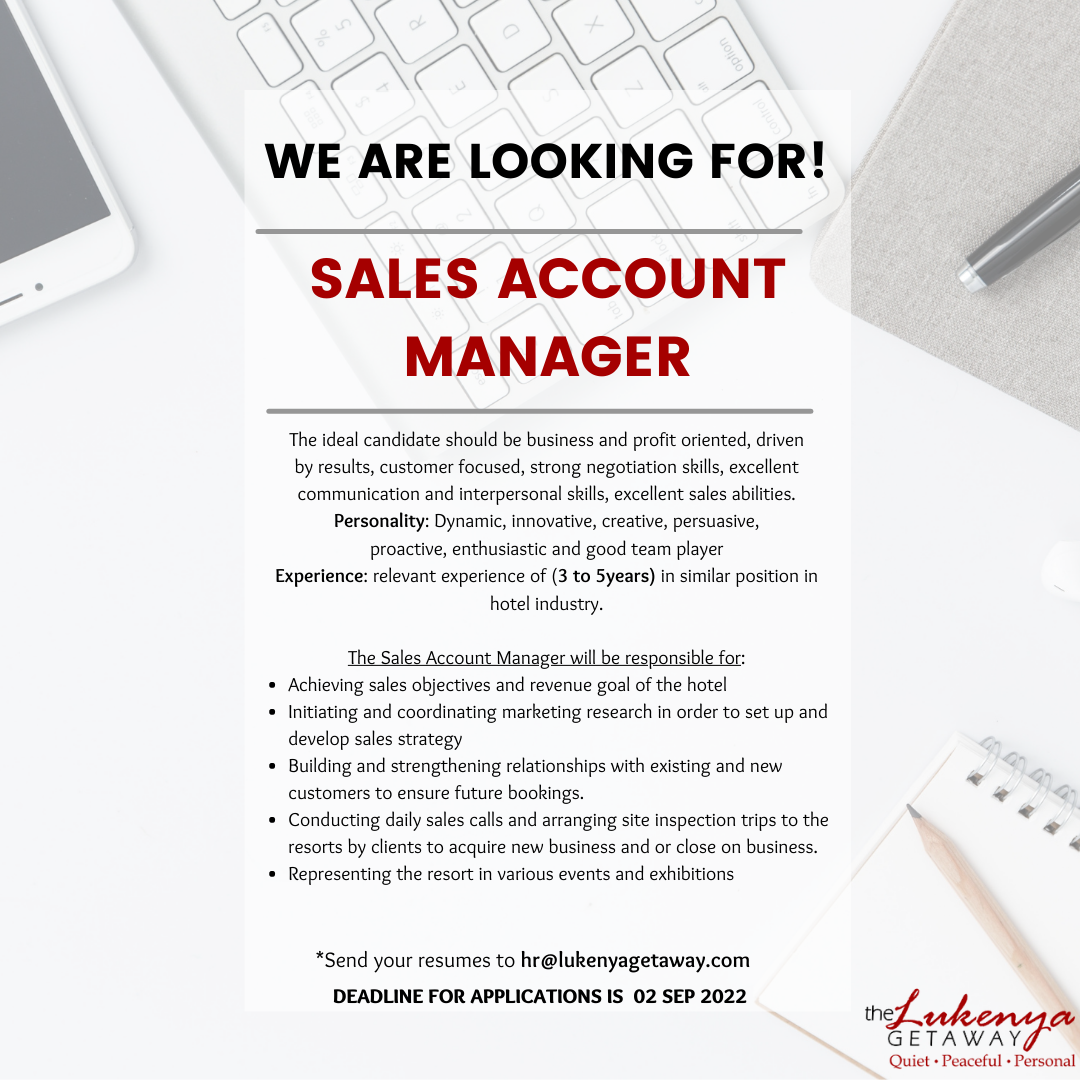 WE ARE LOOKING FOR!
SALES ACCOUNT
MANAGER
The ideal candidate should be business and profit oriented, driven
by results, customer focused, strong negotiation skills, excellent
communication and interpersonal skills, excellent sales abilities.
Personality: Dynamic, innovative, creative, persuasive,
proactive, enthusiastic and good team player
Experience: relevant experience of (3 to 5years) in similar position in
hotel industry.
The Sales Account Manager will be responsible for:
• Achieving sales objectives and revenue goal of the hotel
• Initiating and coordinating marketing research in order to set up and
develop sales strategy
• Building and strengthening relationships with existing and new
customers to ensure future bookings.
• Conducting daily sales calls and arranging site inspection trips to the
resorts by clients to acquire new business and or close on business.
• Representing the resort in various events and exhibitions
*Send your resumes to hr@lukenyagetaway.com
DEADLINE FOR APPLICATIONS IS 02 SEP 2022
the Lukenya
GETAWAY
Quiet • Peaceful • Personal
option
control